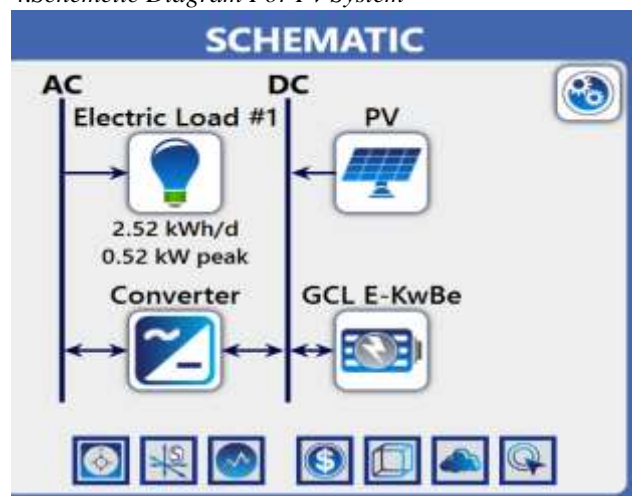 SCHEMATIC
AC DC
Electric Load #1 PV
2.52 kWh/d
0.52 kW peak
Converter GCL E-KwBe